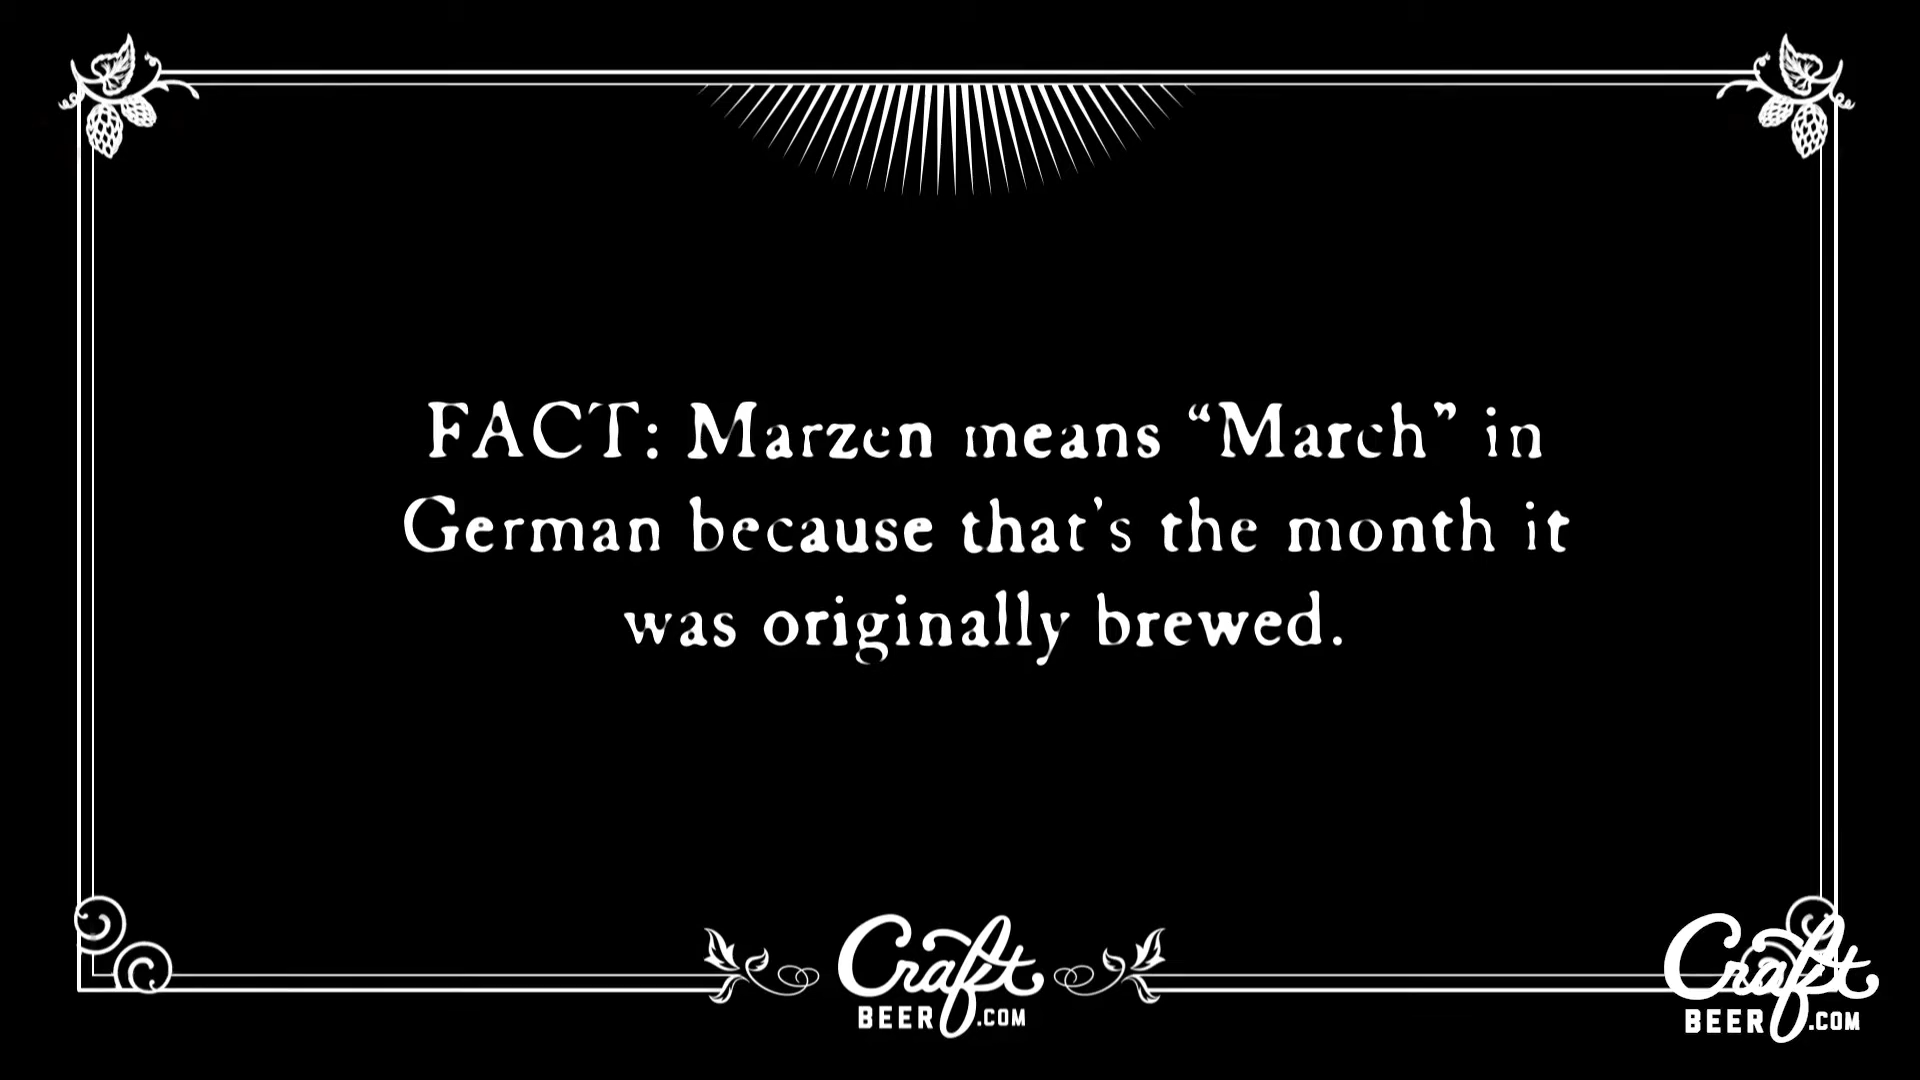 FACT: Marzen means “March” in
German because that’s the month it
was originally brewed.
Craft
BEER .COM
Craft
BEER .COM